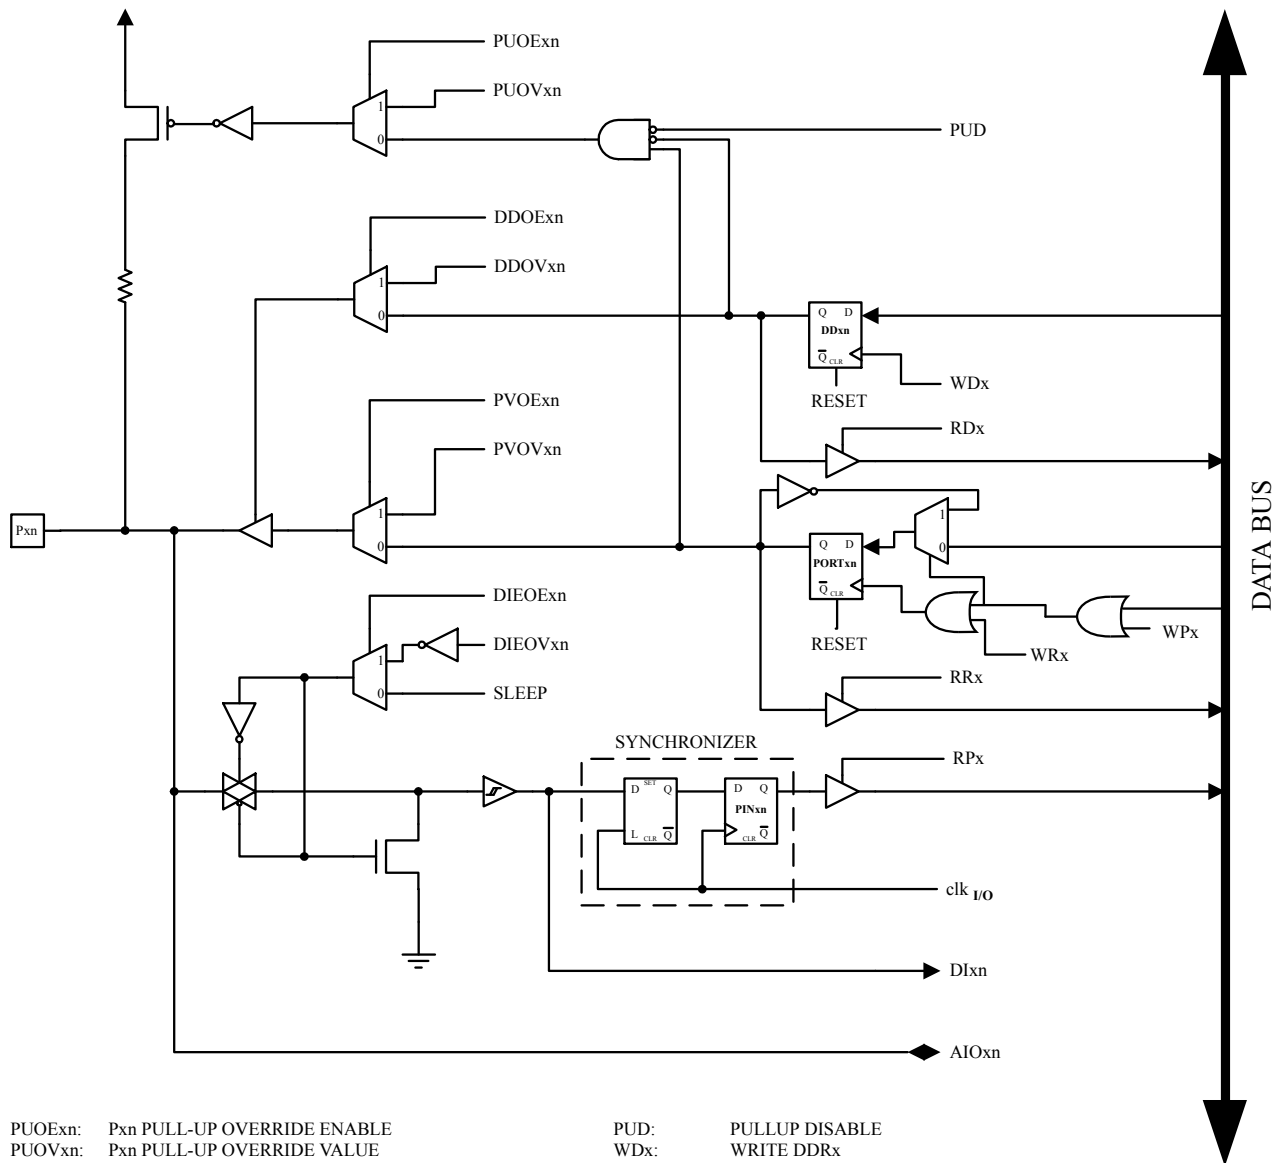 PUOExn
PUOVxn
1
0
PUD
DDOExn
DDOVxn
1
0
Q D
DDxn
Q CLR
WDx
RESET
RDx
PVOExn
PVOVxn
1
0
Pxn
1
0
Q D
PORTxn
Q CLR
RESET
WRx
WPx
RRx
DATA BUS
DIEOExn
DIEOVxn
1
0
SLEEP
SYNCHRONIZER
RPx
D SET Q
L CLR Q
D Q
PINxn
CLR Q
clk I/O
DIxn
AIOxn
PUOExn: Pxn PULL-UP OVERRIDE ENABLE
PUOVxn: Pxn PULL-UP OVERRIDE VALUE
PUD: PULLUP DISABLE
WDx: WRITE DDRx